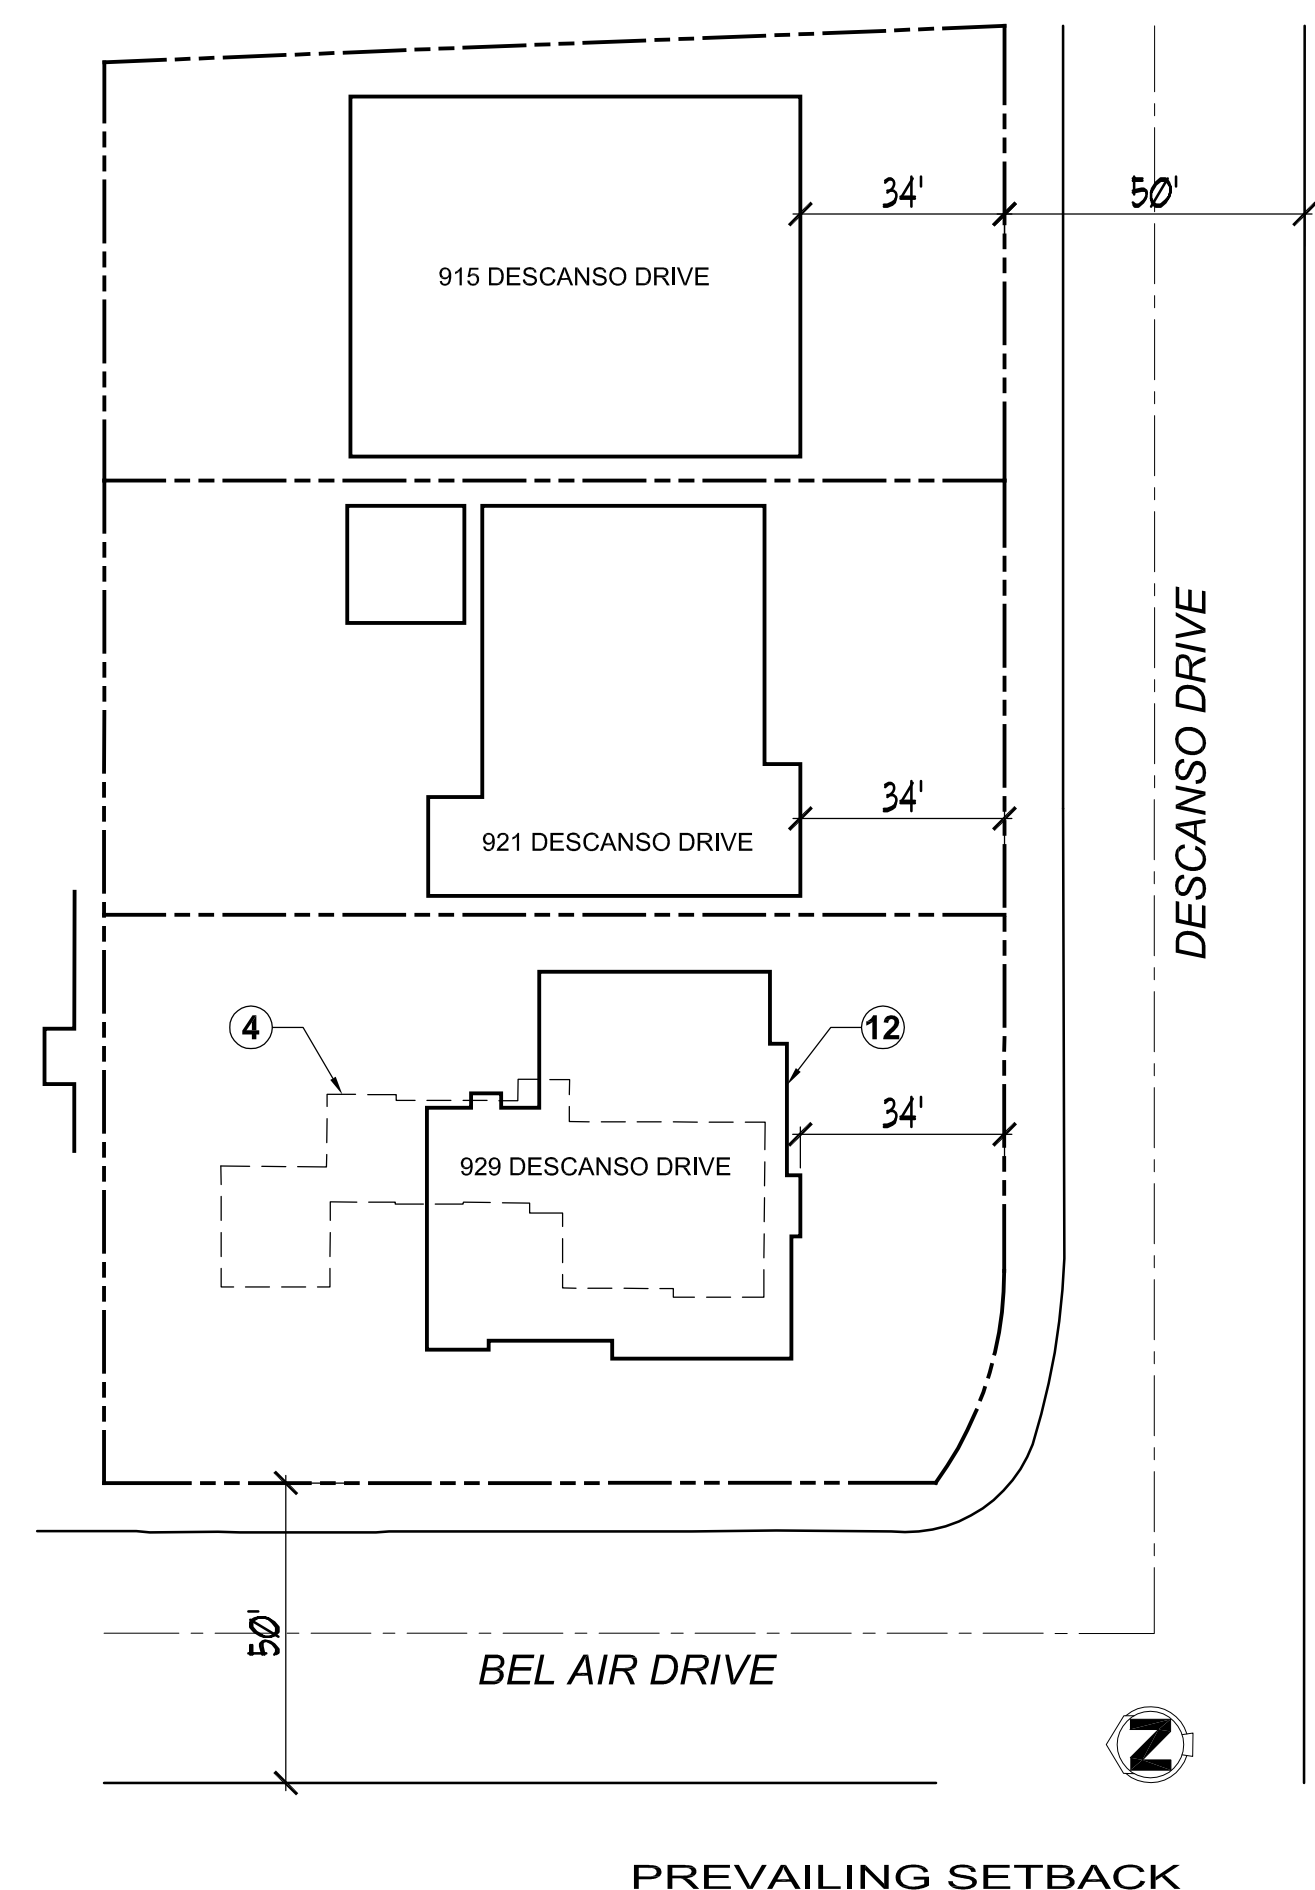 34'
50'
915 DESCANSO DRIVE
DESCANSO DRIVE
34'
921 DESCANSO DRIVE
4
12
34'
929 DESCANSO DRIVE
50'
BEL AIR DRIVE
N
PREVAILING SETBACK